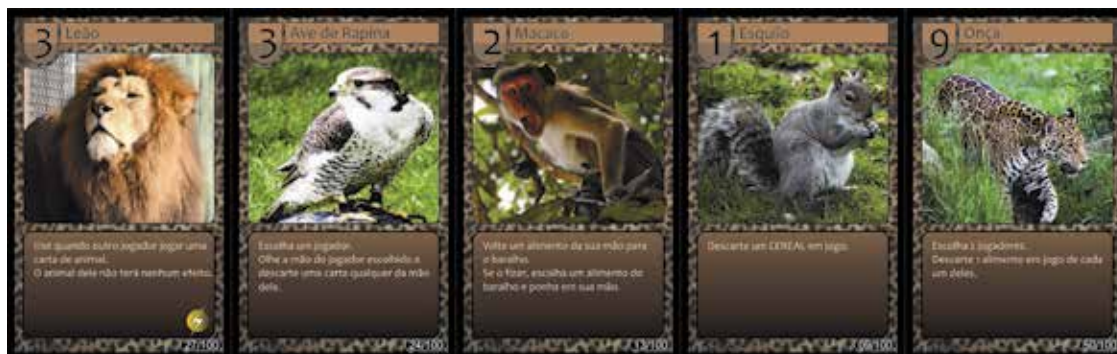 3 Leão
Use quando outro jogador jogar uma
carta de animal.
O animal dele não terá nenhum efeito.
27/100
3 Ave de Rapina
Escolha um jogador.
Olhe a mão do jogador escolhido e
descarte uma carta qualquer da mão
dele.
24/100
2 Macaco
Volte um alimento da sua mão para
o baralho.
Se o fizer, escolha um alimento do
baralho e ponha em sua mão.
13/100
1 Esquilo
Descarte um CEREAL em jogo.
09/100
9 Onça
Escolha 2 jogadores.
Descarte 1 alimento em jogo de cada
um deles.